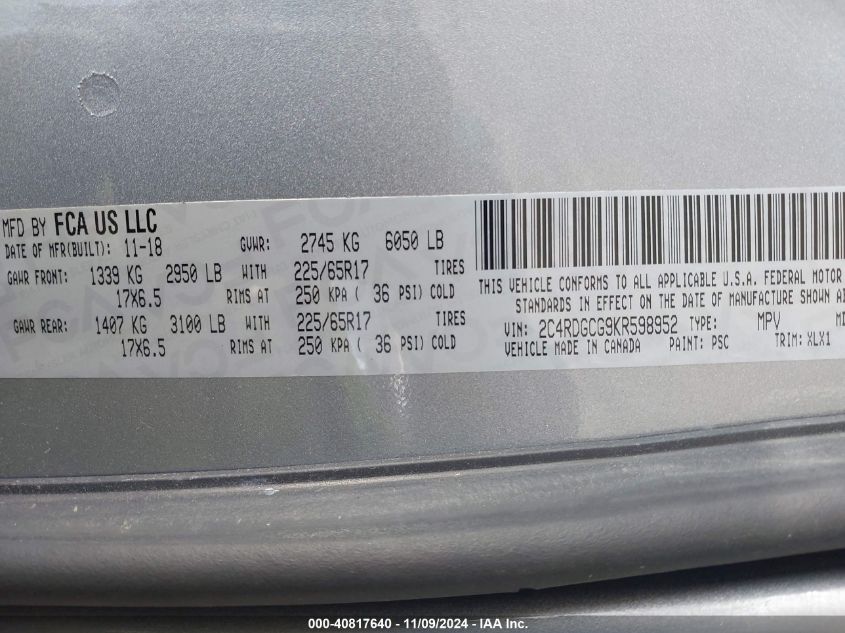 MFD BY FCA US LLC
DATE OF MFR(BUILT): 11-18 GVWR: 2745 KG 6050 LB
GAWR FRONT: 1339 KG 2950 LB WITH 225/65R17 TIRES
17X6.5 RIMS AT 250 KPA ( 36 PSI) COLD
GAWR REAR: 1407 KG 3100 LB WITH 225/65R17 TIRES
17X6.5 RIMS AT 250 KPA ( 36 PSI) COLD
THIS VEHICLE CONFORMS TO ALL APPLICABLE U.S.A. FEDERAL MOTOR
STANDARDS IN EFFECT ON THE DATE OF MANUFACTURE SHOWN A
VIN: 2C4RDGCG9KR598952 TYPE: MPV
VEHICLE MADE IN CANADA PAINT: PSC TRIM: XLX1
000-40817640 - 11/09/2024 - IAA Inc.